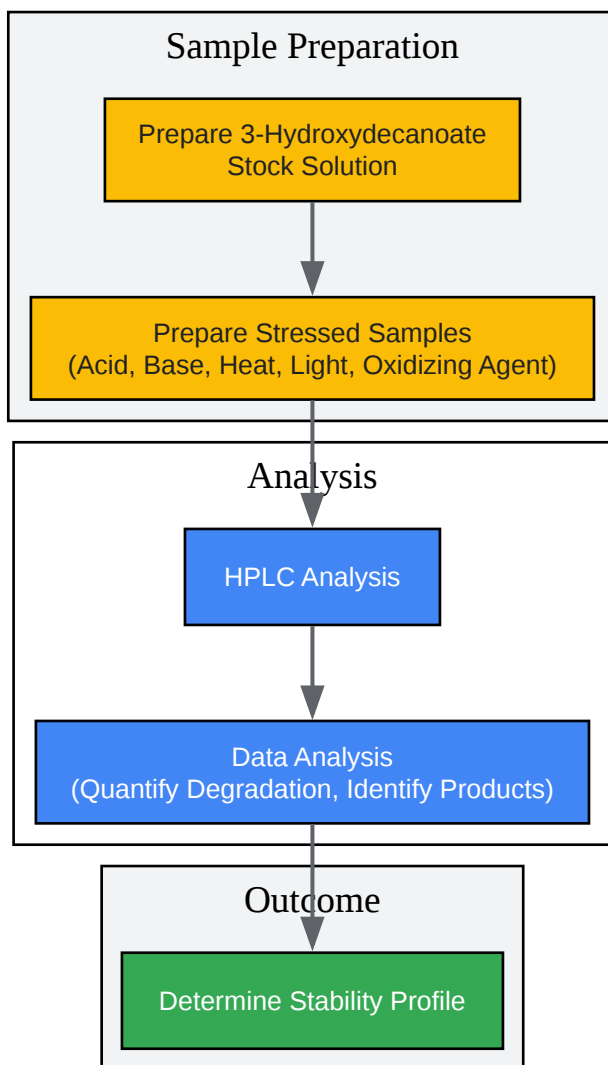 Sample Preparation
Prepare 3-Hydroxydecanoate
Stock Solution
Prepare Stressed Samples
(Acid, Base, Heat, Light, Oxidizing Agent)
Analysis
HPLC Analysis
Data Analysis
(Quantify Degradation, Identify Products)
Outcome
Determine Stability Profile